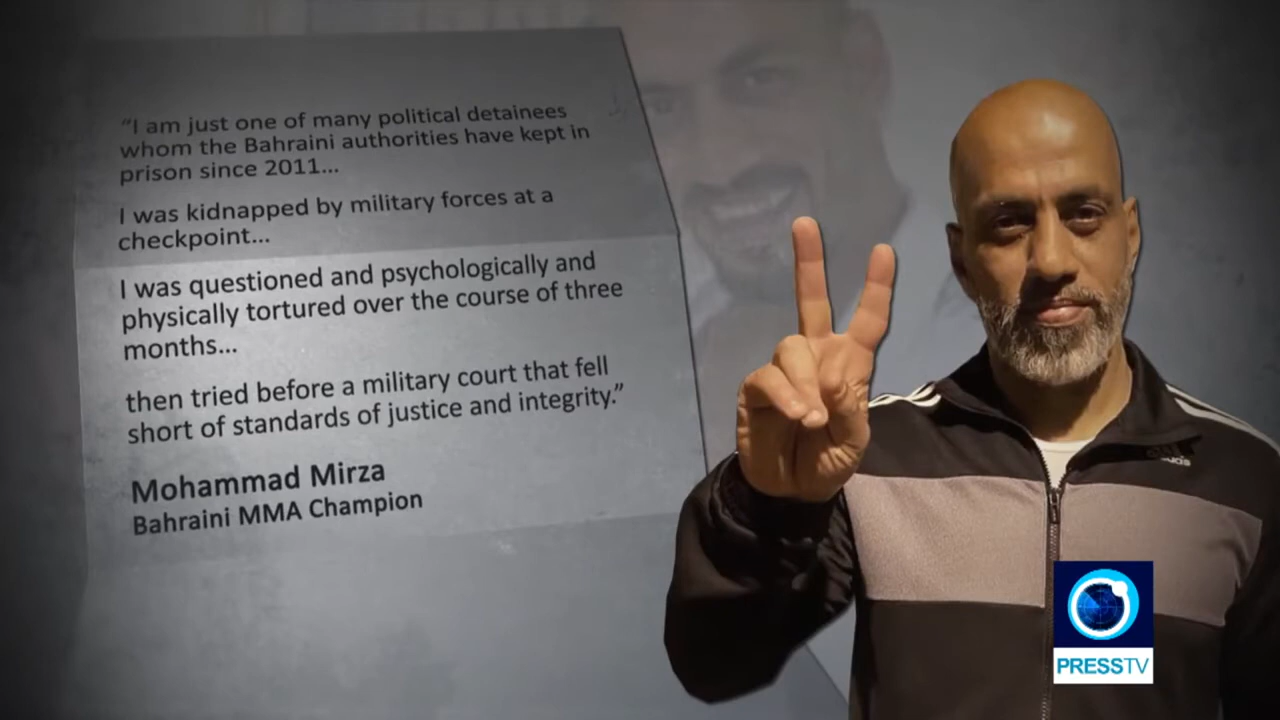 “I am just one of many political detainees
whom the Bahraini authorities have kept in
prison since 2011...
I was kidnapped by military forces at a
checkpoint...
I was questioned and psychologically and
physically tortured over the course of three
months...
then tried before a military court that fell
short of standards of justice and integrity.”
Mohammad Mirza
Bahraini MMA Champion
PRESSTV